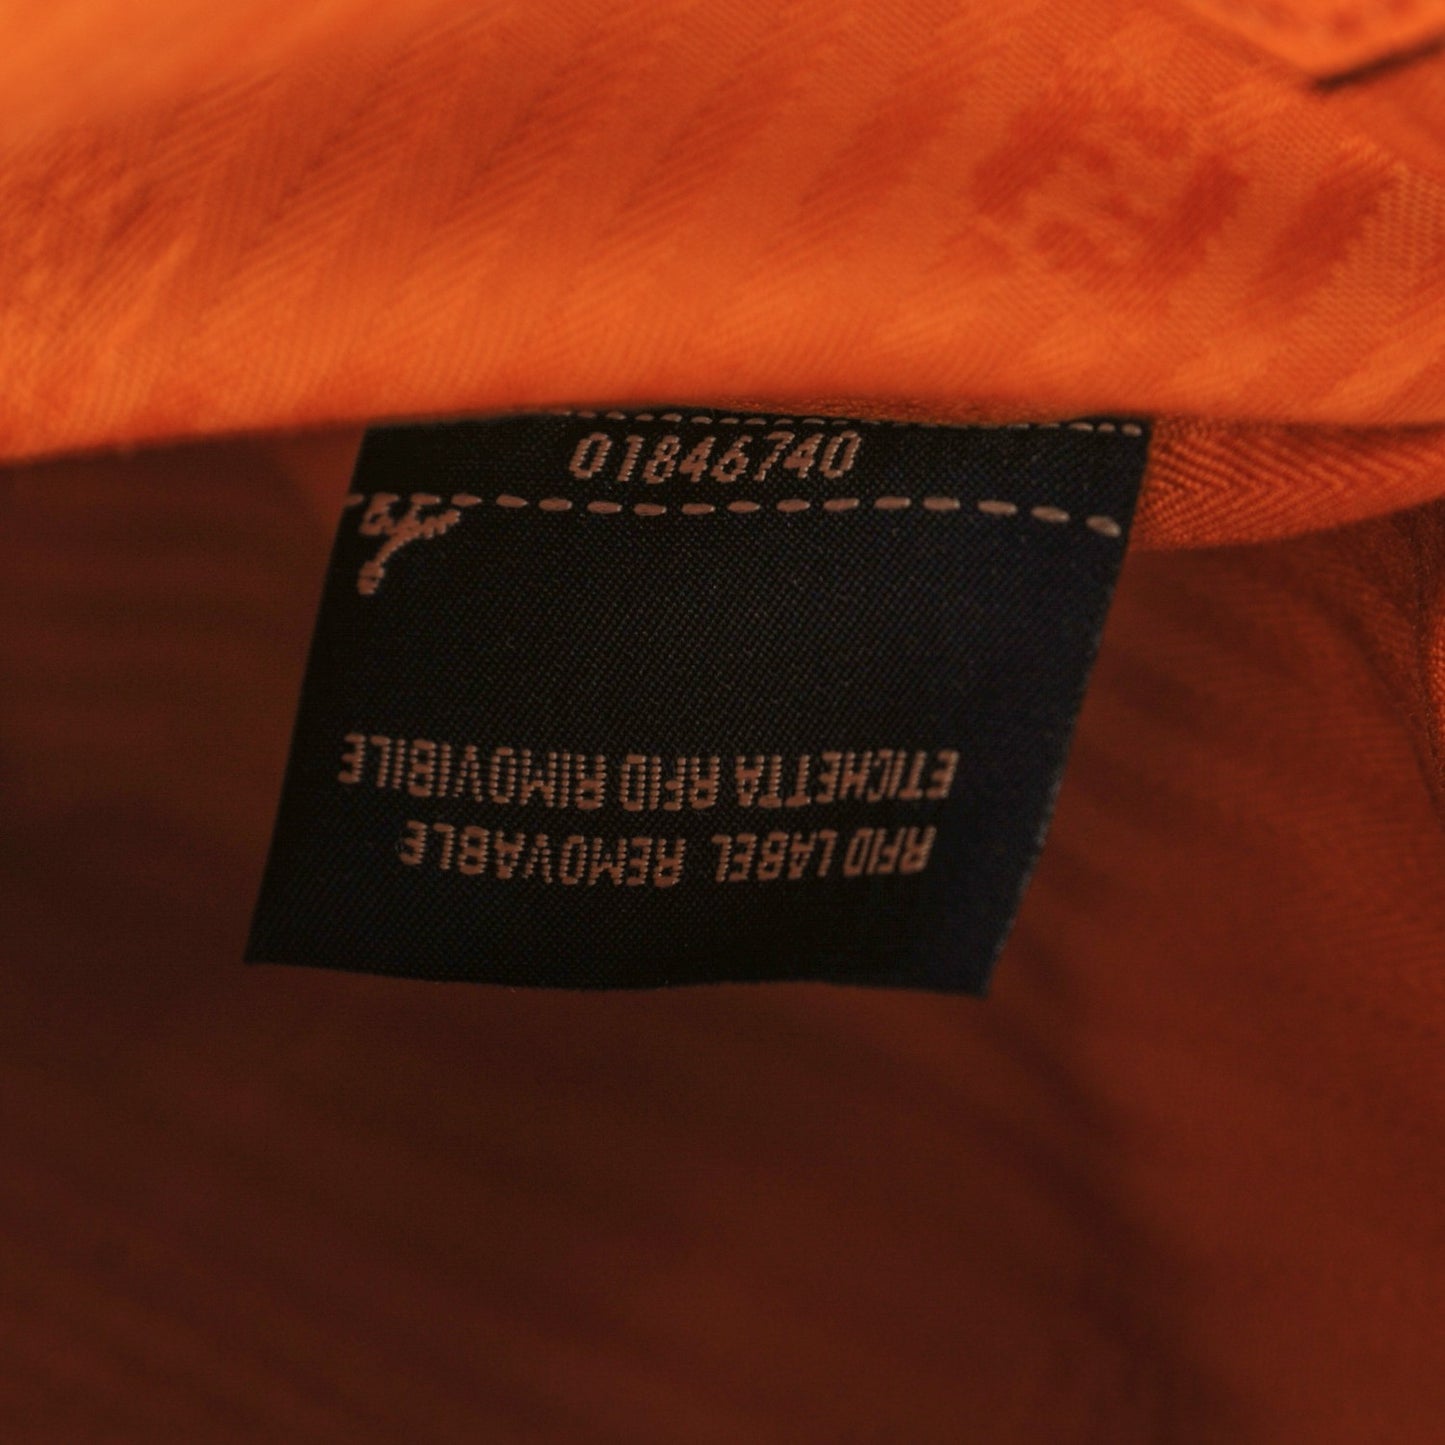 01846740
RFID LABEL REMOVABLE
ETICHETTA RFID RIMOVIBILE